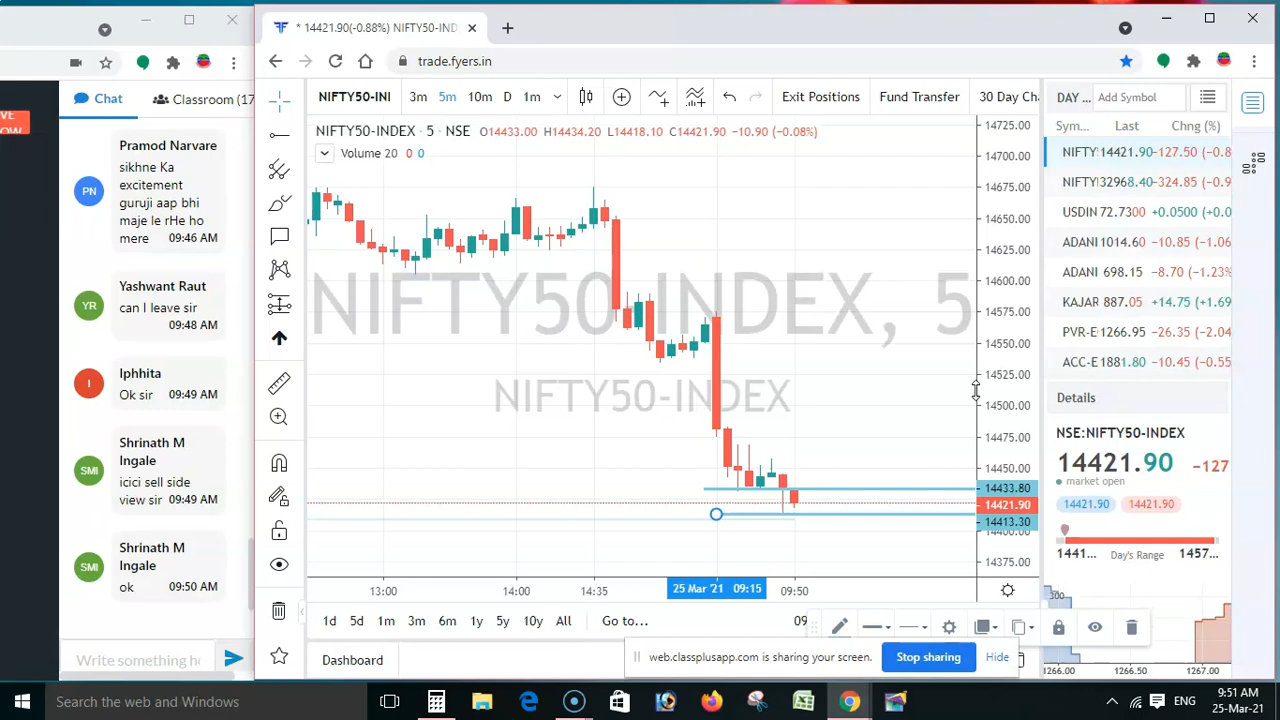 * 14421.90(-0.88%) NIFTY50-IND
trade.fyers.in
VE
OW
Chat
Classroom (17
Pramod Narvare
sikhne Ka
excitement
guruji aap bhi
maje le rHe ho
mere
09:46 AM
PN
Yashwant Raut
can I leave sir
09:48 AM
YR
Iphhita
Ok sir
09:49 AM
I
Shrinath M
Ingale
icici sell side
view sir
09:49 AM
SMI
Shrinath M
Ingale
ok
09:50 AM
SMI
Write something he
NIFTY50-INI
3m 5m 10m D 1m
Exit Positions
Fund Transfer
30 Day Cha
NIFTY50-INDEX · 5 · NSE O14433.00 H14434.20 L14418.10 C14421.90 −10.90 (−0.08%)
Volume 20 0 0
NIFTY50-INDEX, 5
NIFTY50-INDEX
14725.00
14700.00
14675.00
14650.00
14625.00
14600.00
14575.00
14550.00
14525.00
14500.00
14475.00
14450.00
14433.80
14421.90
14413.30
14400.00
14375.00
13:00 14:00 14:35 25 Mar '21 09:15 09:50
1d 5d 1m 3m 6m 1y 5y 10y All Go to...
09
Dashboard
web.classplusapp.com is sharing your screen.
Stop sharing
Hide
DAY ...
Add Symbol
Sym... Last Chng (%)
NIFTY 14421.90 −127.50 (−0.8
NIFTY 32968.40 −324.85 (−0.9
USDIN 72.7300 +0.0500 (+0.0
ADANI 1014.60 −10.85 (−1.06
ADANI 698.15 −8.70 (−1.23%
KAJAR 887.05 +14.75 (+1.69
PVR-E 1266.95 −26.35 (−2.04
ACC-E 1881.80 −10.45 (−0.55
Details
NSE:NIFTY50-INDEX
14421.90 −127
market open
14421.90 14421.90
1441... Day's Range 1457...
300
1266.00 1266.50 1267.00
Search the web and Windows
ENG
9:51 AM
25-Mar-21